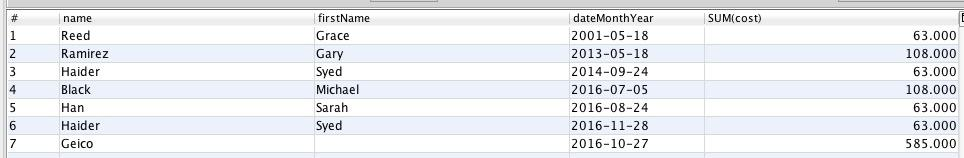 # name firstName dateMonthYear SUM(cost)
1 Reed Grace 2001-05-18 63.000
2 Ramirez Gary 2013-05-18 108.000
3 Haider Syed 2014-09-24 63.000
4 Black Michael 2016-07-05 108.000
5 Han Sarah 2016-08-24 63.000
6 Haider Syed 2016-11-28 63.000
7 Geico 2016-10-27 585.000